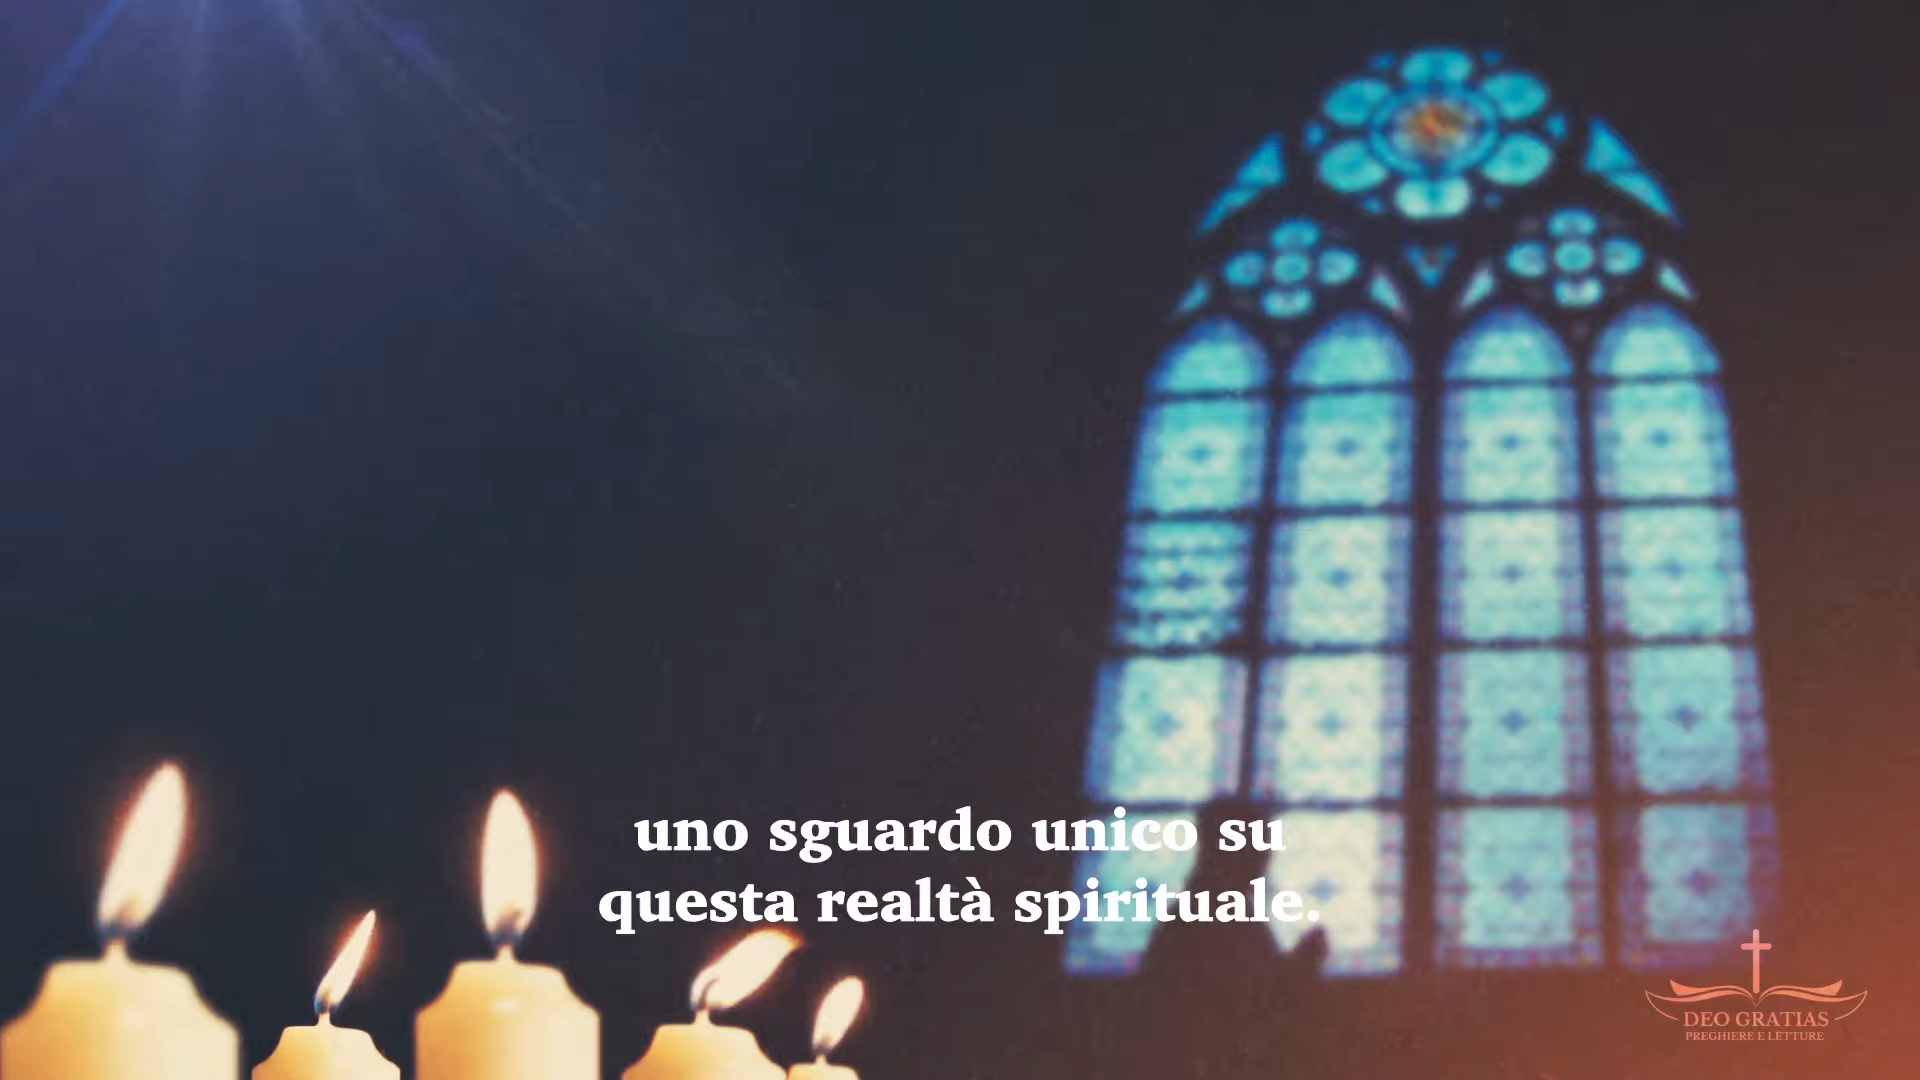 uno sguardo unico su
questa realtà spirituale.
DEO GRATIAS
PREGHIERE E LETTURE